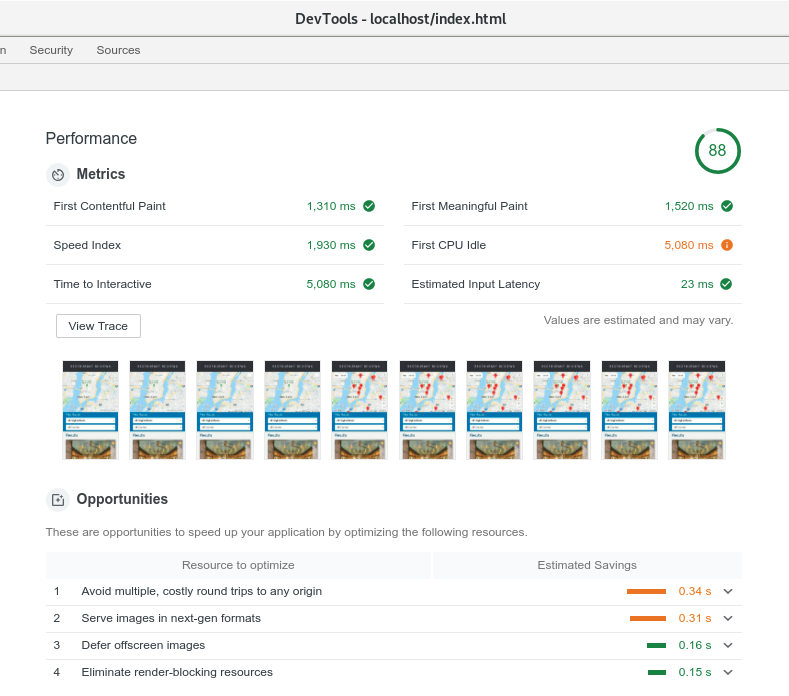 DevTools - localhost/index.html
n Security Sources
Performance
88
Metrics
First Contentful Paint 1,310 ms
First Meaningful Paint 1,520 ms
Speed Index 1,930 ms
First CPU Idle 5,080 ms
Time to Interactive 5,080 ms
Estimated Input Latency 23 ms
View Trace
Values are estimated and may vary.
Opportunities
These are opportunities to speed up your application by optimizing the following resources.
Resource to optimize Estimated Savings
1 Avoid multiple, costly round trips to any origin 0.34 s
2 Serve images in next-gen formats 0.31 s
3 Defer offscreen images 0.16 s
4 Eliminate render-blocking resources 0.15 s